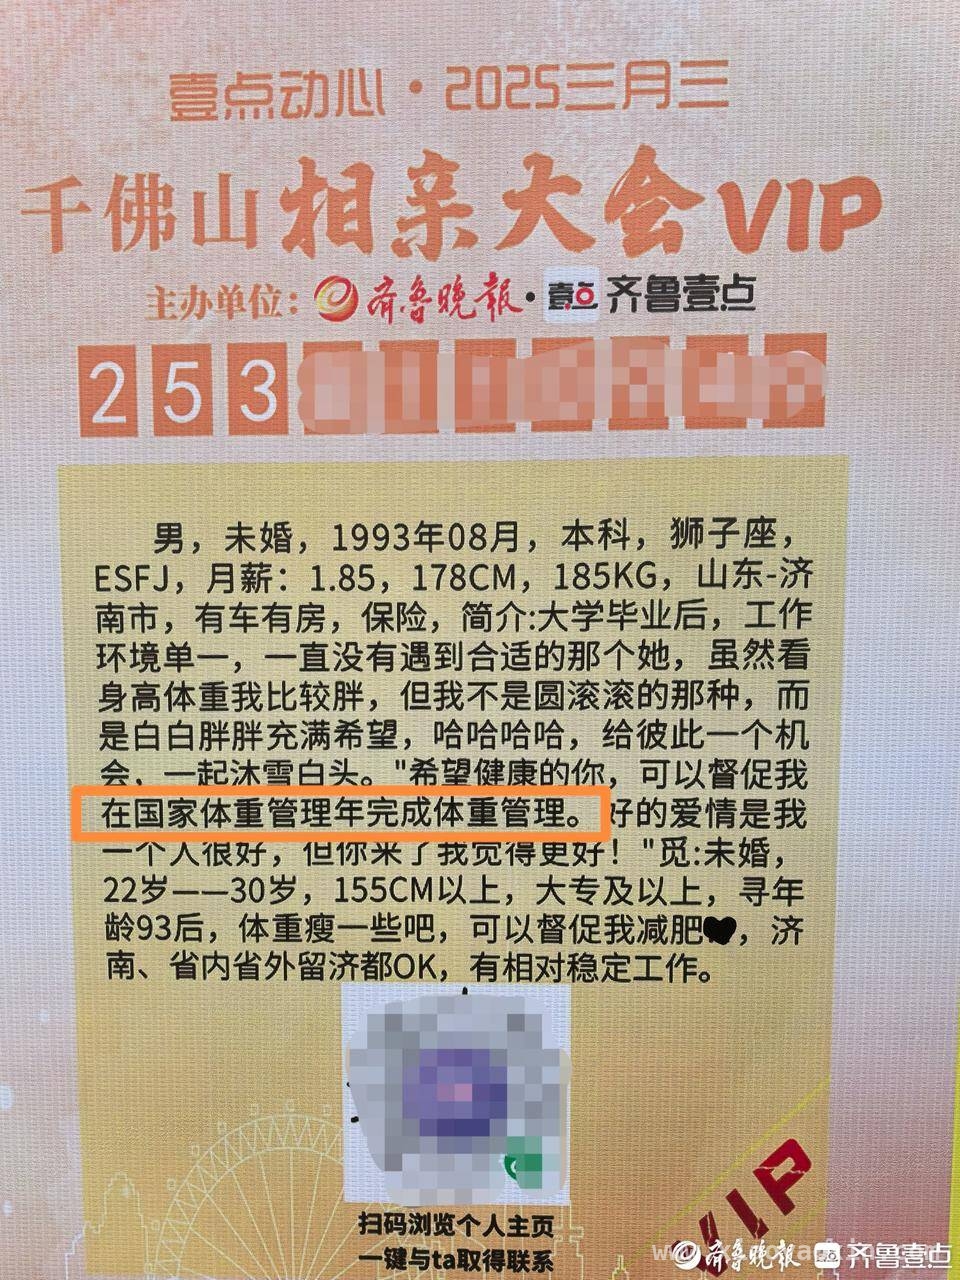 壹点动心·2025三月三
千佛山相亲大会VIP
主办单位：齐鲁晚报·壹点 齐鲁壹点
253
男，未婚，1993年08月，本科，狮子座，
ESFJ，月薪：1.85，178CM，185KG，山东-济
南市，有车有房，保险，简介:大学毕业后，工作
环境单一，一直没有遇到合适的那个她，虽然看
身高体重我比较胖，但我不是圆滚滚的那种，而
是白白胖胖充满希望，哈哈哈哈，给彼此一个机
会，一起沐雪白头。"希望健康的你，可以督促我
在国家体重管理年完成体重管理。好的爱情是我
一个人很好，但你来了我觉得更好！"觅:未婚，
22岁——30岁，155CM以上，大专及以上，寻年
龄93后，体重瘦一些吧，可以督促我减肥，济
南、省内省外留济都OK，有相对稳定工作。
扫码浏览个人主页
一键与ta取得联系
VIP
齐鲁晚报 壹点 齐鲁壹点